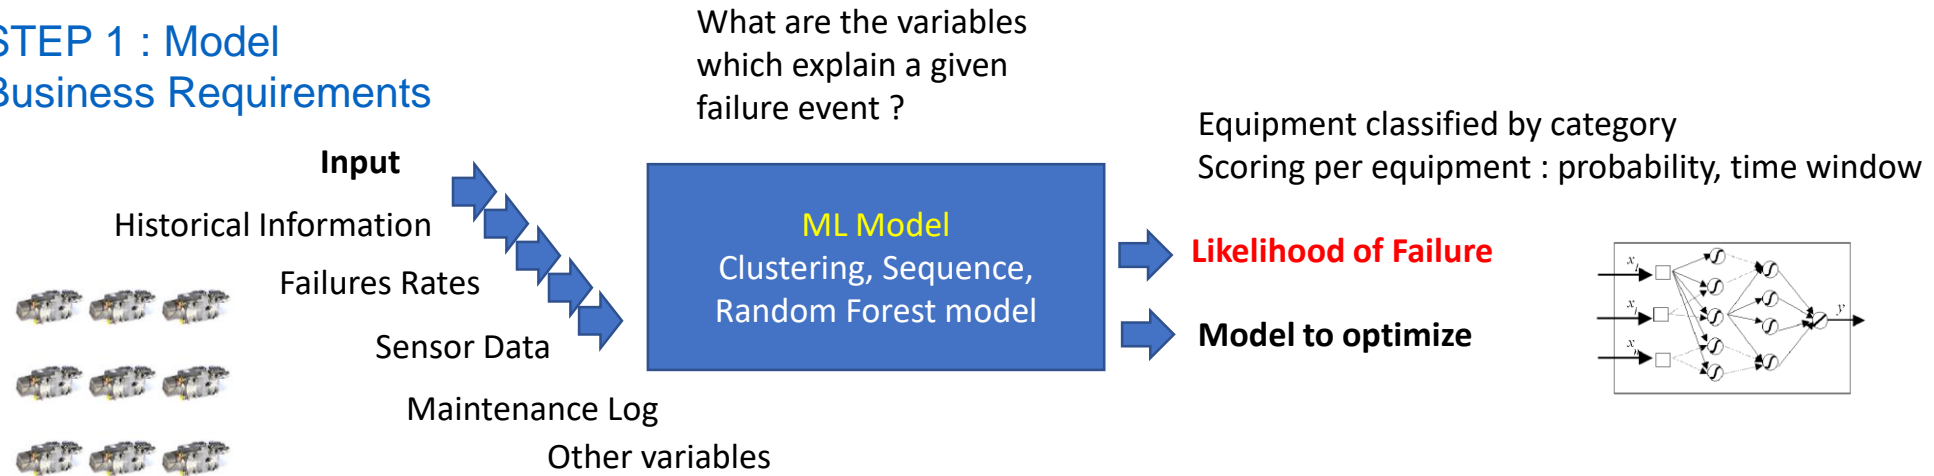 STEP 1 : Model
Business Requirements
What are the variables
which explain a given
failure event ?
Input
Historical Information
Failures Rates
Sensor Data
Maintenance Log
Other variables
ML Model
Clustering, Sequence,
Random Forest model
Equipment classified by category
Scoring per equipment : probability, time window
Likelihood of Failure
Model to optimize
x
x
x
y